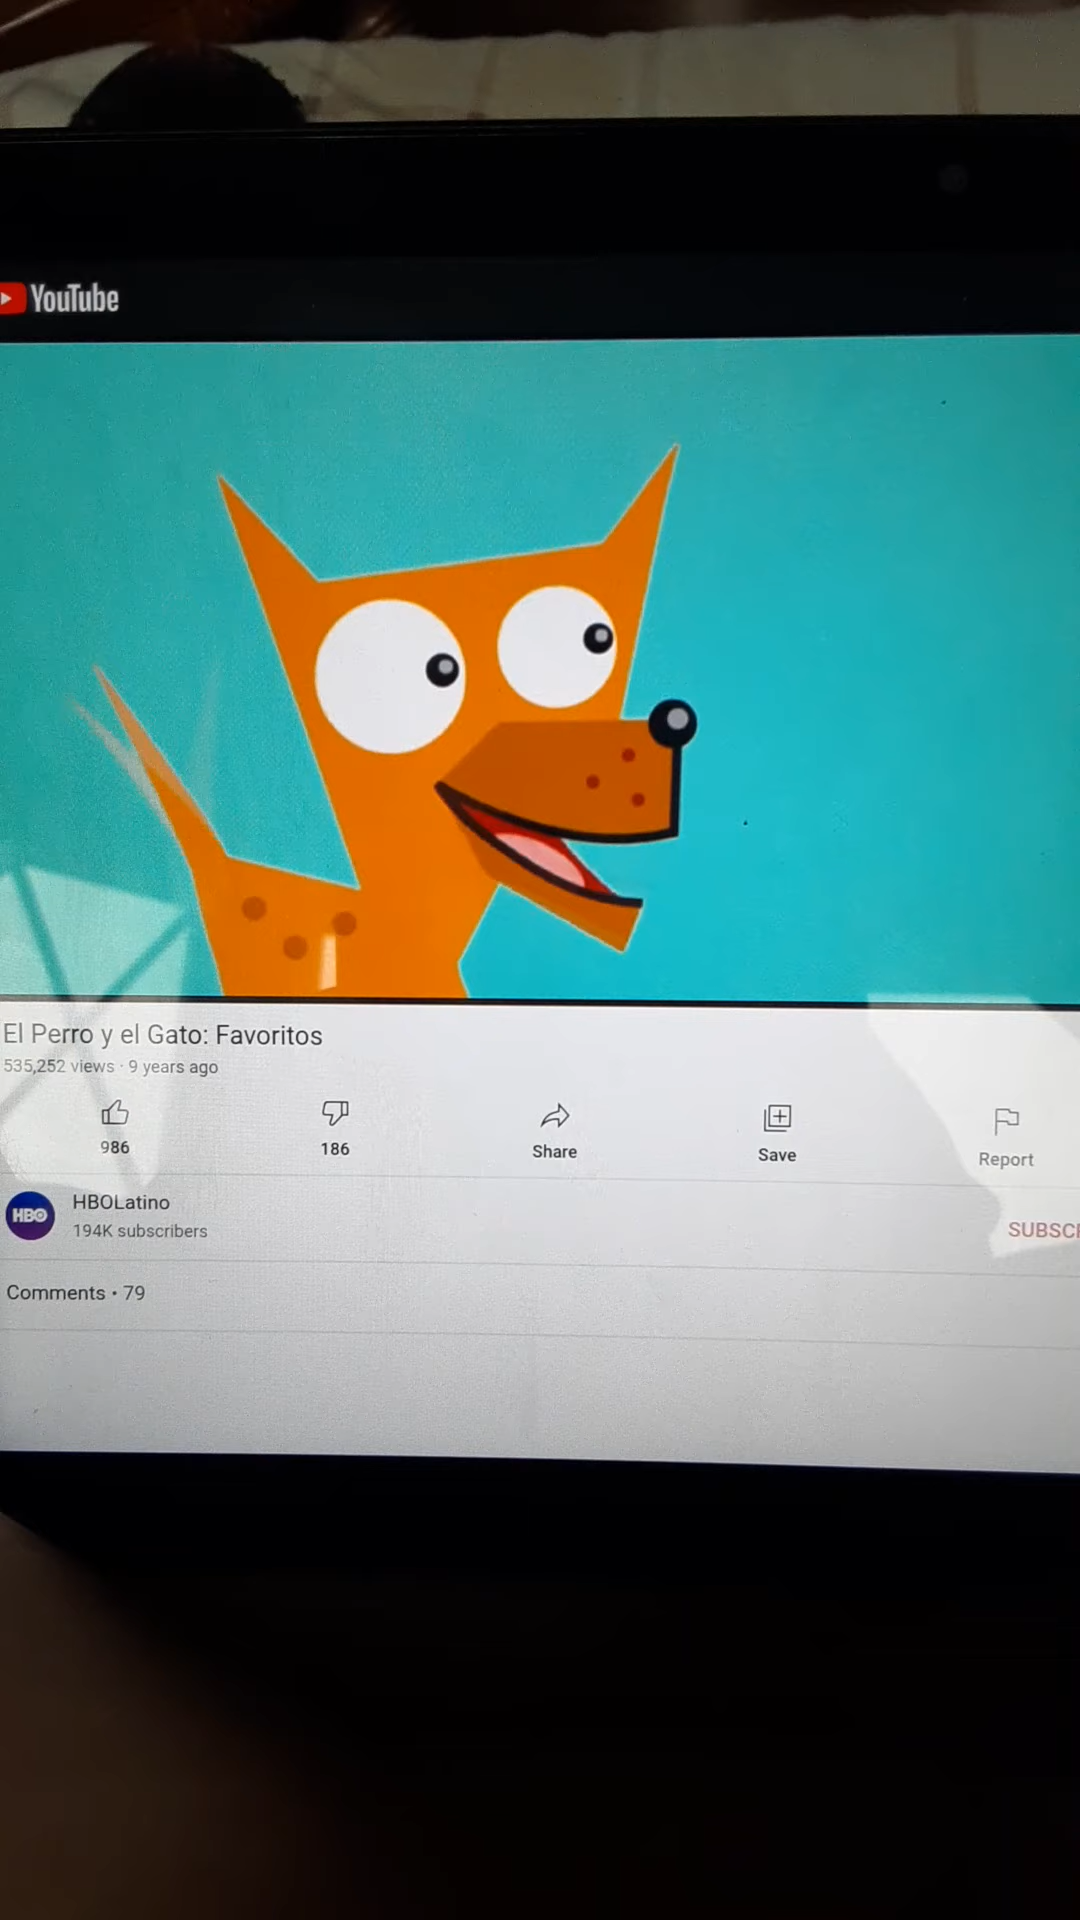 YouTube
El Perro y el Gato: Favoritos
535,252 views · 9 years ago
986
186
Share
Save
Report
HBO
HBOLatino
194K subscribers
Comments • 79